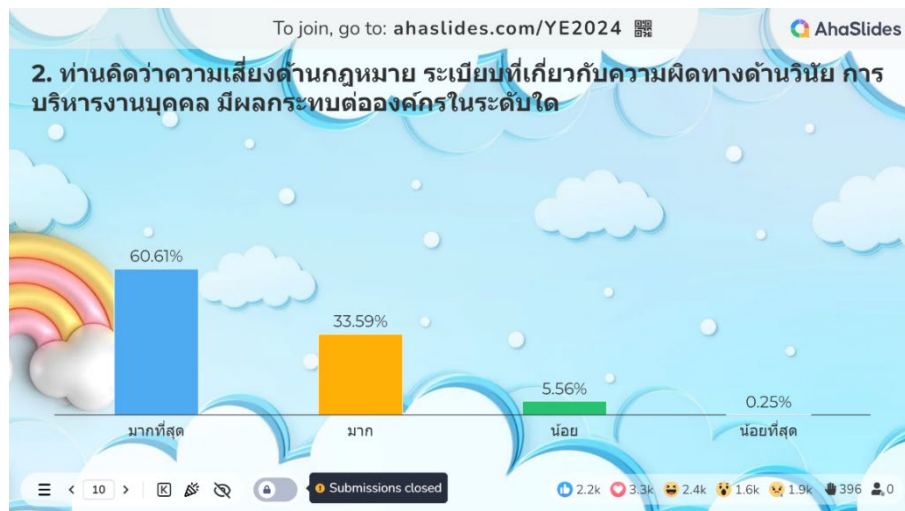 To join, go to: ahaslides.com/YE2024
AhaSlides
2. ท่านคิดว่าความเสี่ยงด้านกฎหมาย ระเบียบที่เกี่ยวกับความผิดทางด้านวินัย การ
บริหารงานบุคคล มีผลกระทบต่อองค์กรในระดับใด
60.61%
33.59%
5.56%
0.25%
มากที่สุด
มาก
น้อย
น้อยที่สุด
10
K
Submissions closed
2.2k 3.3k 2.4k 1.6k 1.9k 396 0